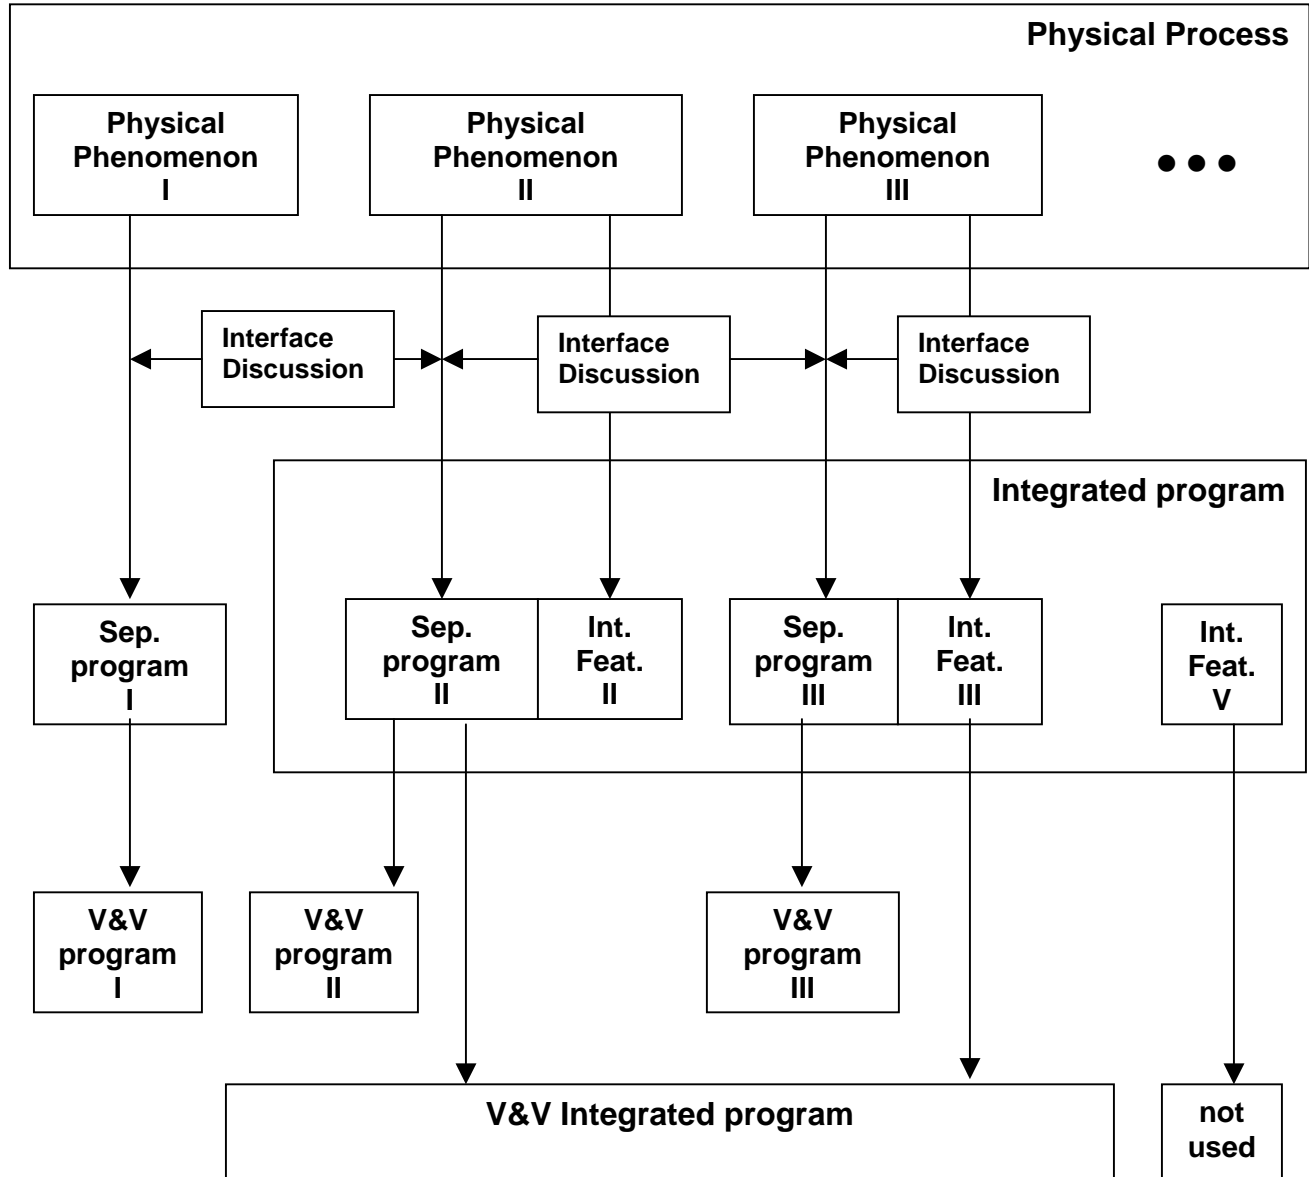 Physical Process
Physical
Phenomenon
I
Physical
Phenomenon
II
Physical
Phenomenon
III
•••
Interface
Discussion
Interface
Discussion
Interface
Discussion
Integrated program
Sep.
program
I
Sep.
program
II
Int.
Feat.
II
Sep.
program
III
Int.
Feat.
III
Int.
Feat.
V
V&V
program
I
V&V
program
II
V&V
program
III
V&V Integrated program
not
used